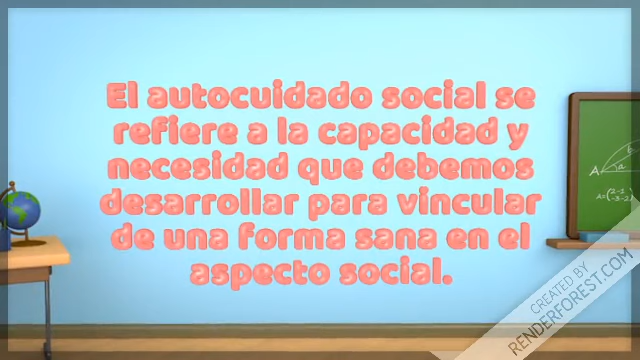 El autocuidado social se
refiere a la capacidad y
necesidad que debemos
desarrollar para vincular
de una forma sana en el
aspecto social.
A
CREATED BY
RENDERFOREST.COM